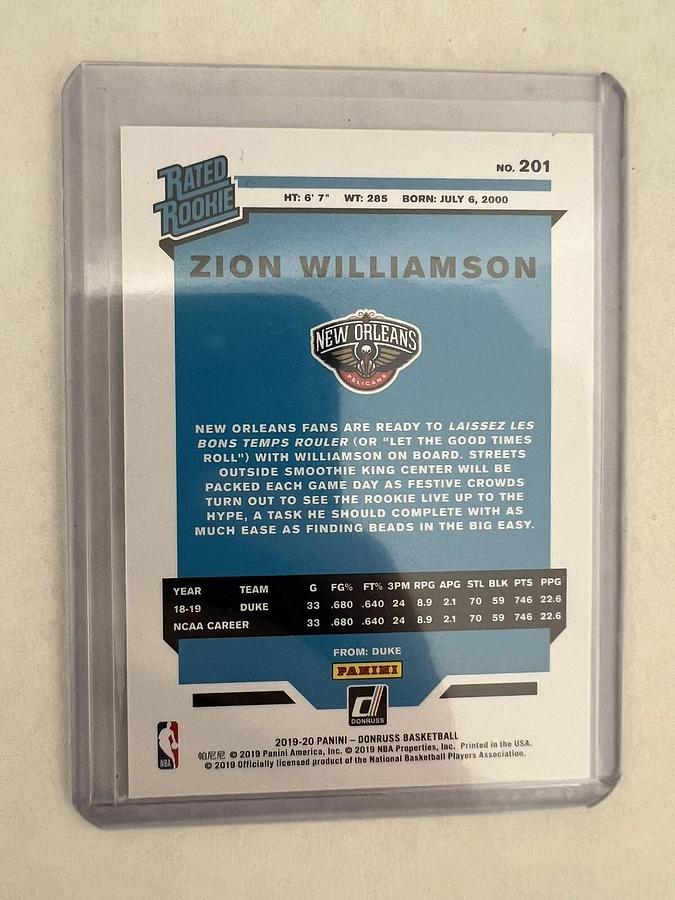 NO. 201
RATED
ROOKIE
HT: 6' 7" WT: 285 BORN: JULY 6, 2000
ZION WILLIAMSON
NEW ORLEANS
PELICANS
NEW ORLEANS FANS ARE READY TO LAISSEZ LES
BONS TEMPS ROULER (OR “LET THE GOOD TIMES
ROLL”) WITH WILLIAMSON ON BOARD. STREETS
OUTSIDE SMOOTHIE KING CENTER WILL BE
PACKED EACH GAME DAY AS FESTIVE CROWDS
TURN OUT TO SEE THE ROOKIE LIVE UP TO THE
HYPE, A TASK HE SHOULD COMPLETE WITH AS
MUCH EASE AS FINDING BEADS IN THE BIG EASY.
YEAR TEAM G FG% FT% 3PM RPG APG STL BLK PTS PPG
18-19 DUKE 33 .680 .640 24 8.9 2.1 70 59 746 22.6
NCAA CAREER 33 .680 .640 24 8.9 2.1 70 59 746 22.6
FROM: DUKE
PANINI
DONRUSS
NBA
2019-20 PANINI – DONRUSS BASKETBALL
帕尼尼 © 2019 Panini America, Inc. © 2019 NBA Properties, Inc. Printed in the USA.
© 2019 Officially licensed product of the National Basketball Players Association.